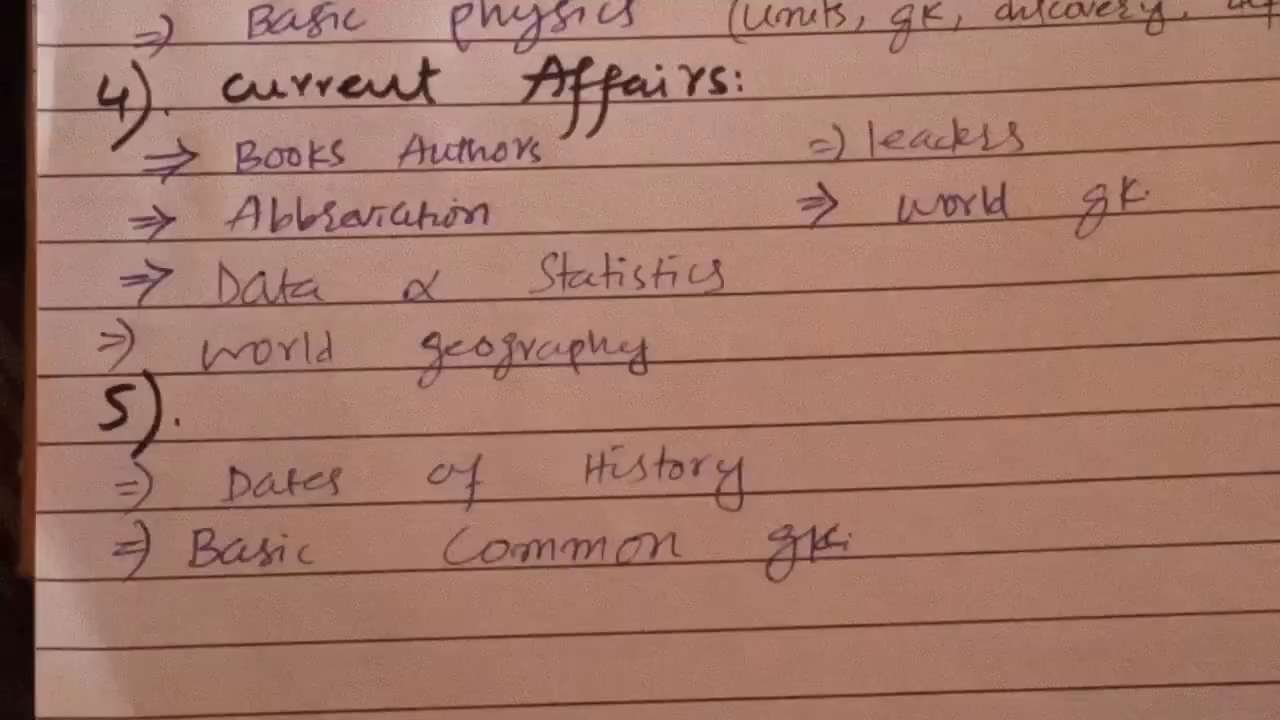 => Basic physics (Units, gk, discovery,
4). Current Affairs:
=> Books Authors => leaders
=> Abbreviation => World gk.
=> Data & Statistics
=> World geography
5).
=> Dates of History
=> Basic Common gk.